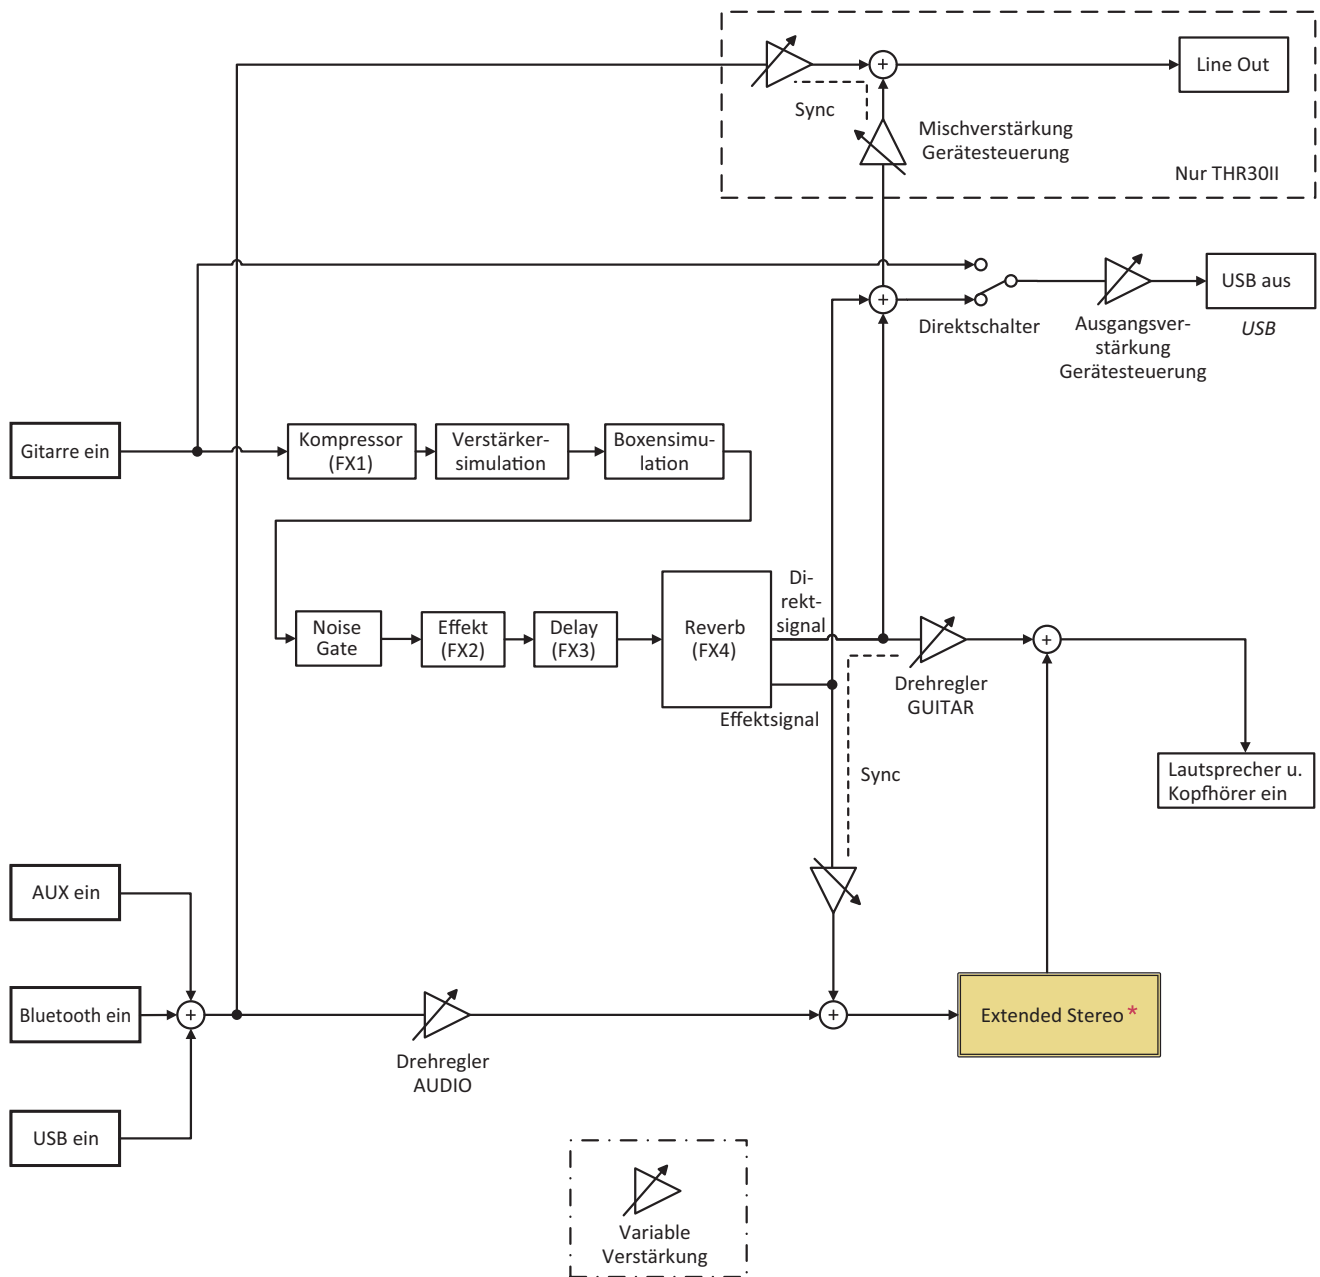 Line Out
Sync
Mischverstärkung
Gerätesteuerung
Nur THR30II
USB aus
USB
Direktschalter
Ausgangsver-
stärkung
Gerätesteuerung
Gitarre ein
Kompressor
(FX1)
Verstärker-
simulation
Boxensimu-
lation
Noise
Gate
Effekt
(FX2)
Delay
(FX3)
Reverb
(FX4)
Di-
rekt-
signal
Effektsignal
Drehregler
GUITAR
Sync
Lautsprecher u.
Kopfhörer ein
AUX ein
Bluetooth ein
USB ein
Drehregler
AUDIO
Extended Stereo*
Variable
Verstärkung